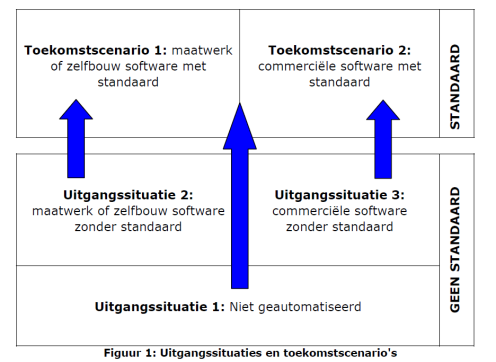 Toekomstscenario 1: maatwerk
of zelfbouw software met
standaard
Toekomstscenario 2:
commerciële software met
standaard
STANDAARD
Uitgangssituatie 2:
maatwerk of zelfbouw software
zonder standaard
Uitgangssituatie 3:
commerciële software
zonder standaard
GEEN STANDAARD
Uitgangssituatie 1: Niet geautomatiseerd
Figuur 1: Uitgangssituaties en toekomstscenario's